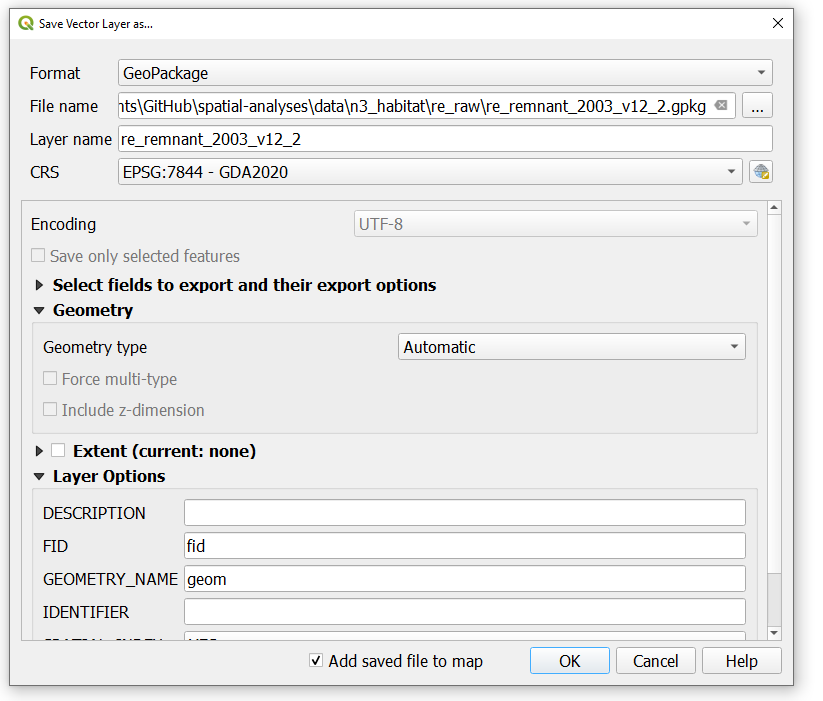 Save Vector Layer as...
Format GeoPackage
File name nts\GitHub\spatial-analyses\data\n3_habitat\re_raw\re_remnant_2003_v12_2.gpkg ...
Layer name re_remnant_2003_v12_2
CRS EPSG:7844 - GDA2020
Encoding UTF-8
Save only selected features
Select fields to export and their export options
Geometry
Geometry type Automatic
Force multi-type
Include z-dimension
Extent (current: none)
Layer Options
DESCRIPTION
FID fid
GEOMETRY_NAME geom
IDENTIFIER
Add saved file to map OK Cancel Help